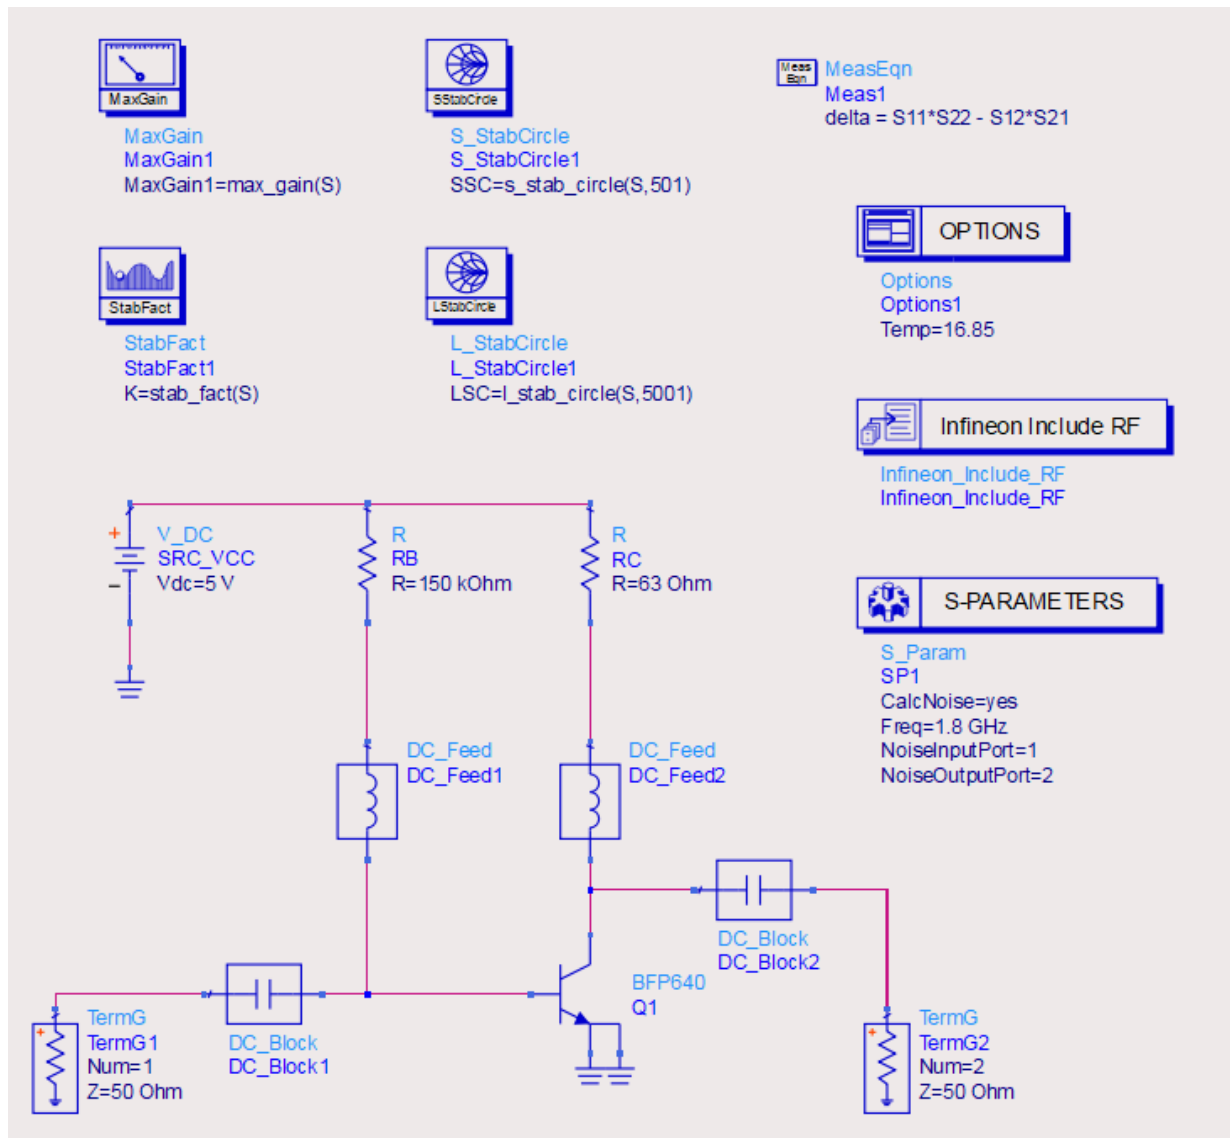 MaxGain
MaxGain
MaxGain1
MaxGain1=max_gain(S)
SStabCircle
S_StabCircle
S_StabCircle1
SSC=s_stab_circle(S,501)
Meas
Eqn
MeasEqn
Meas1
delta = S11*S22 - S12*S21
OPTIONS
Options
Options1
Temp=16.85
StabFact
StabFact
StabFact1
K=stab_fact(S)
LStabCircle
L_StabCircle
L_StabCircle1
LSC=l_stab_circle(S,5001)
Infineon Include RF
Infineon_Include_RF
Infineon_Include_RF
+
V_DC
SRC_VCC
Vdc=5 V
–
R
RB
R=150 kOhm
R
RC
R=63 Ohm
S-PARAMETERS
S_Param
SP1
CalcNoise=yes
Freq=1.8 GHz
NoiseInputPort=1
NoiseOutputPort=2
DC_Feed
DC_Feed1
DC_Feed
DC_Feed2
DC_Block
DC_Block2
BFP640
Q1
+
TermG
TermG1
Num=1
Z=50 Ohm
DC_Block
DC_Block1
+
TermG
TermG2
Num=2
Z=50 Ohm